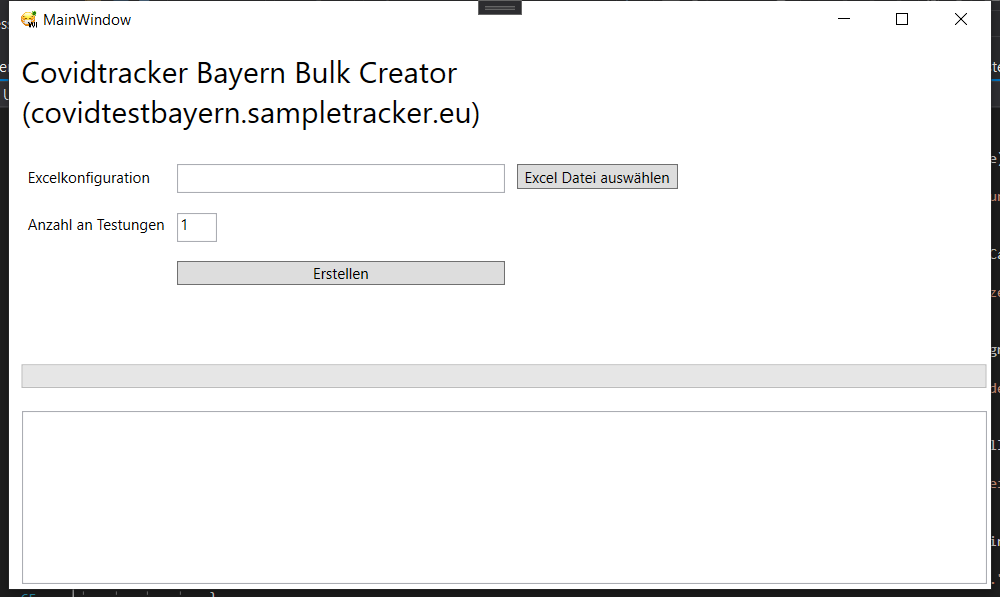 MainWindow
Covidtracker Bayern Bulk Creator
(covidtestbayern.sampletracker.eu)
Excelkonfiguration
Excel Datei auswählen
Anzahl an Testungen
1
Erstellen